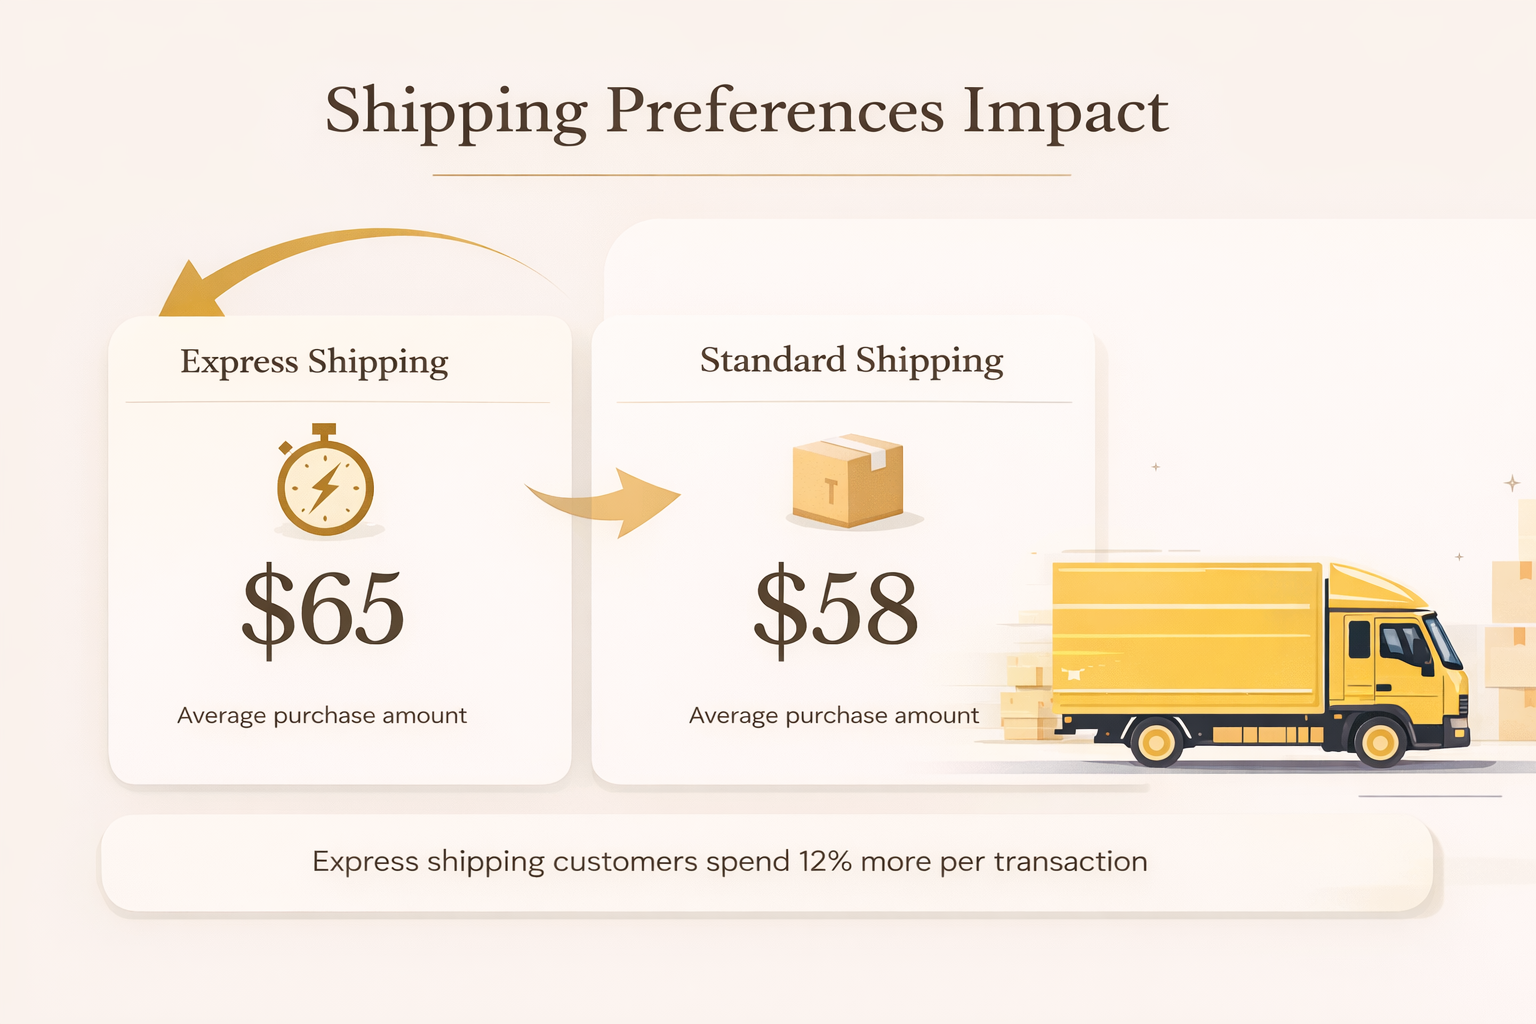 Shipping Preferences Impact
Express Shipping
$65
Average purchase amount
Standard Shipping
T
$58
Average purchase amount
Express shipping customers spend 12% more per transaction